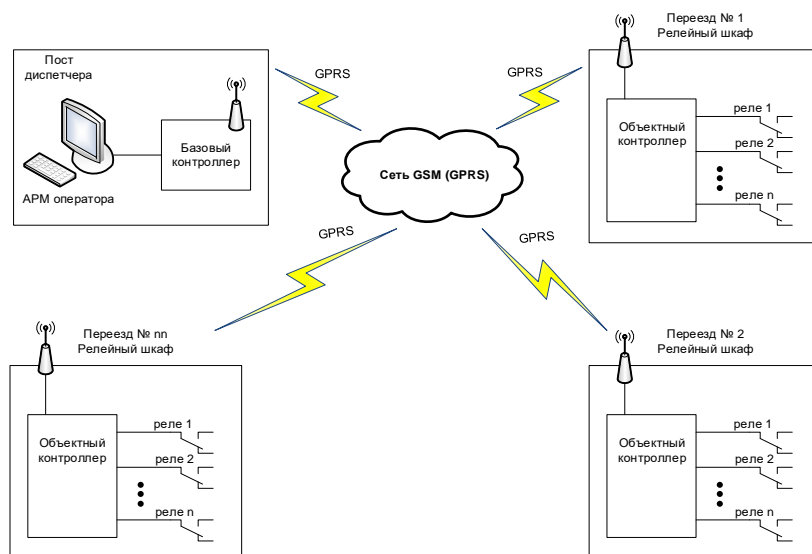 Пост
диспетчера
Базовый
контроллер
АРМ оператора
GPRS
Сеть GSM (GPRS)
GPRS
Переезд № 1
Релейный шкаф
Объектный
контроллер
реле 1
реле 2
реле n
GPRS
Переезд № nn
Релейный шкаф
Объектный
контроллер
реле 1
реле 2
реле n
GPRS
Переезд № 2
Релейный шкаф
Объектный
контроллер
реле 1
реле 2
реле n